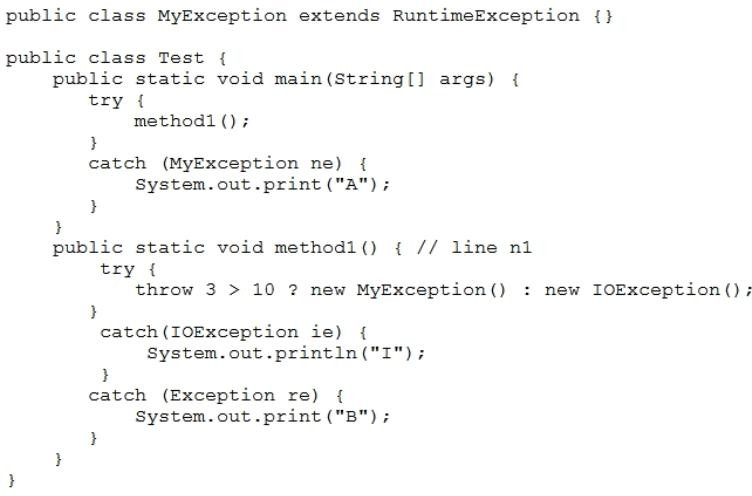 public class MyException extends RuntimeException {}
public class Test {
public static void main(String[] args) {
try {
method1();
}
catch (MyException ne) {
System.out.print("A");
}
}
public static void method1() { // line n1
try {
throw 3 > 10 ? new MyException() : new IOException();
}
catch(IOException ie) {
System.out.println("I");
}
catch (Exception re) {
System.out.print("B");
}
}
}